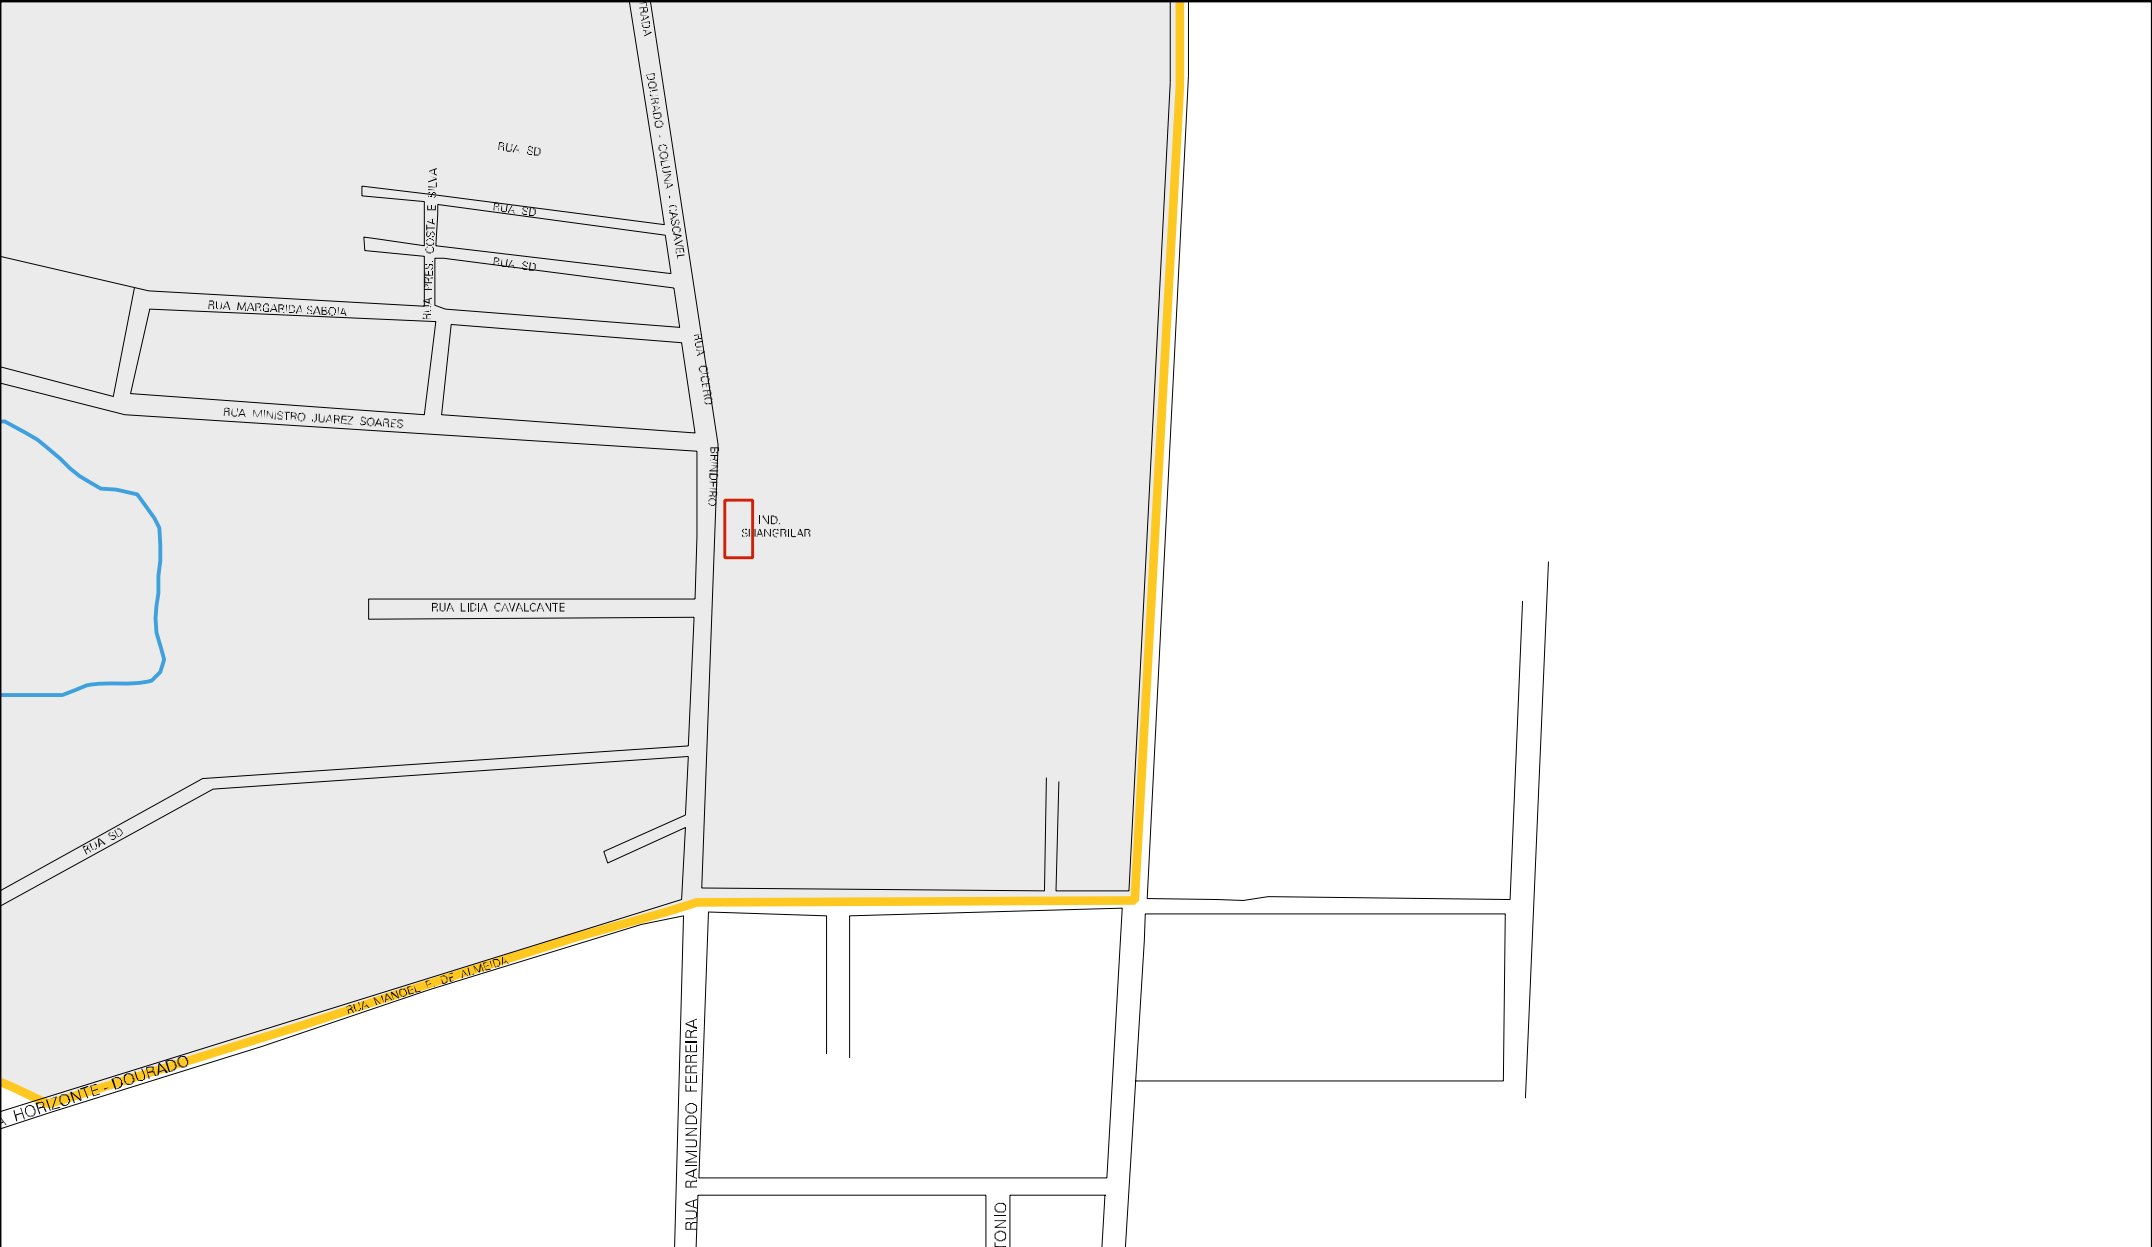 TRADA DOURADO - COLUNA - CASCAVEL
RUA SD
RUA PRES. COSTA E SILVA
RUA SD
RUA SD
RUA MARGARIDA SABOIA
RUA CICERO BRINDEIRO
RUA MINISTRO JUAREZ SOARES
IND.
SHANGRILAR
RUA LIDIA CAVALCANTE
RUA SD
RUA MANOEL F. DE ALMEIDA
A HORIZONTE - DOURADO
RUA RAIMUNDO FERREIRA
TONIO